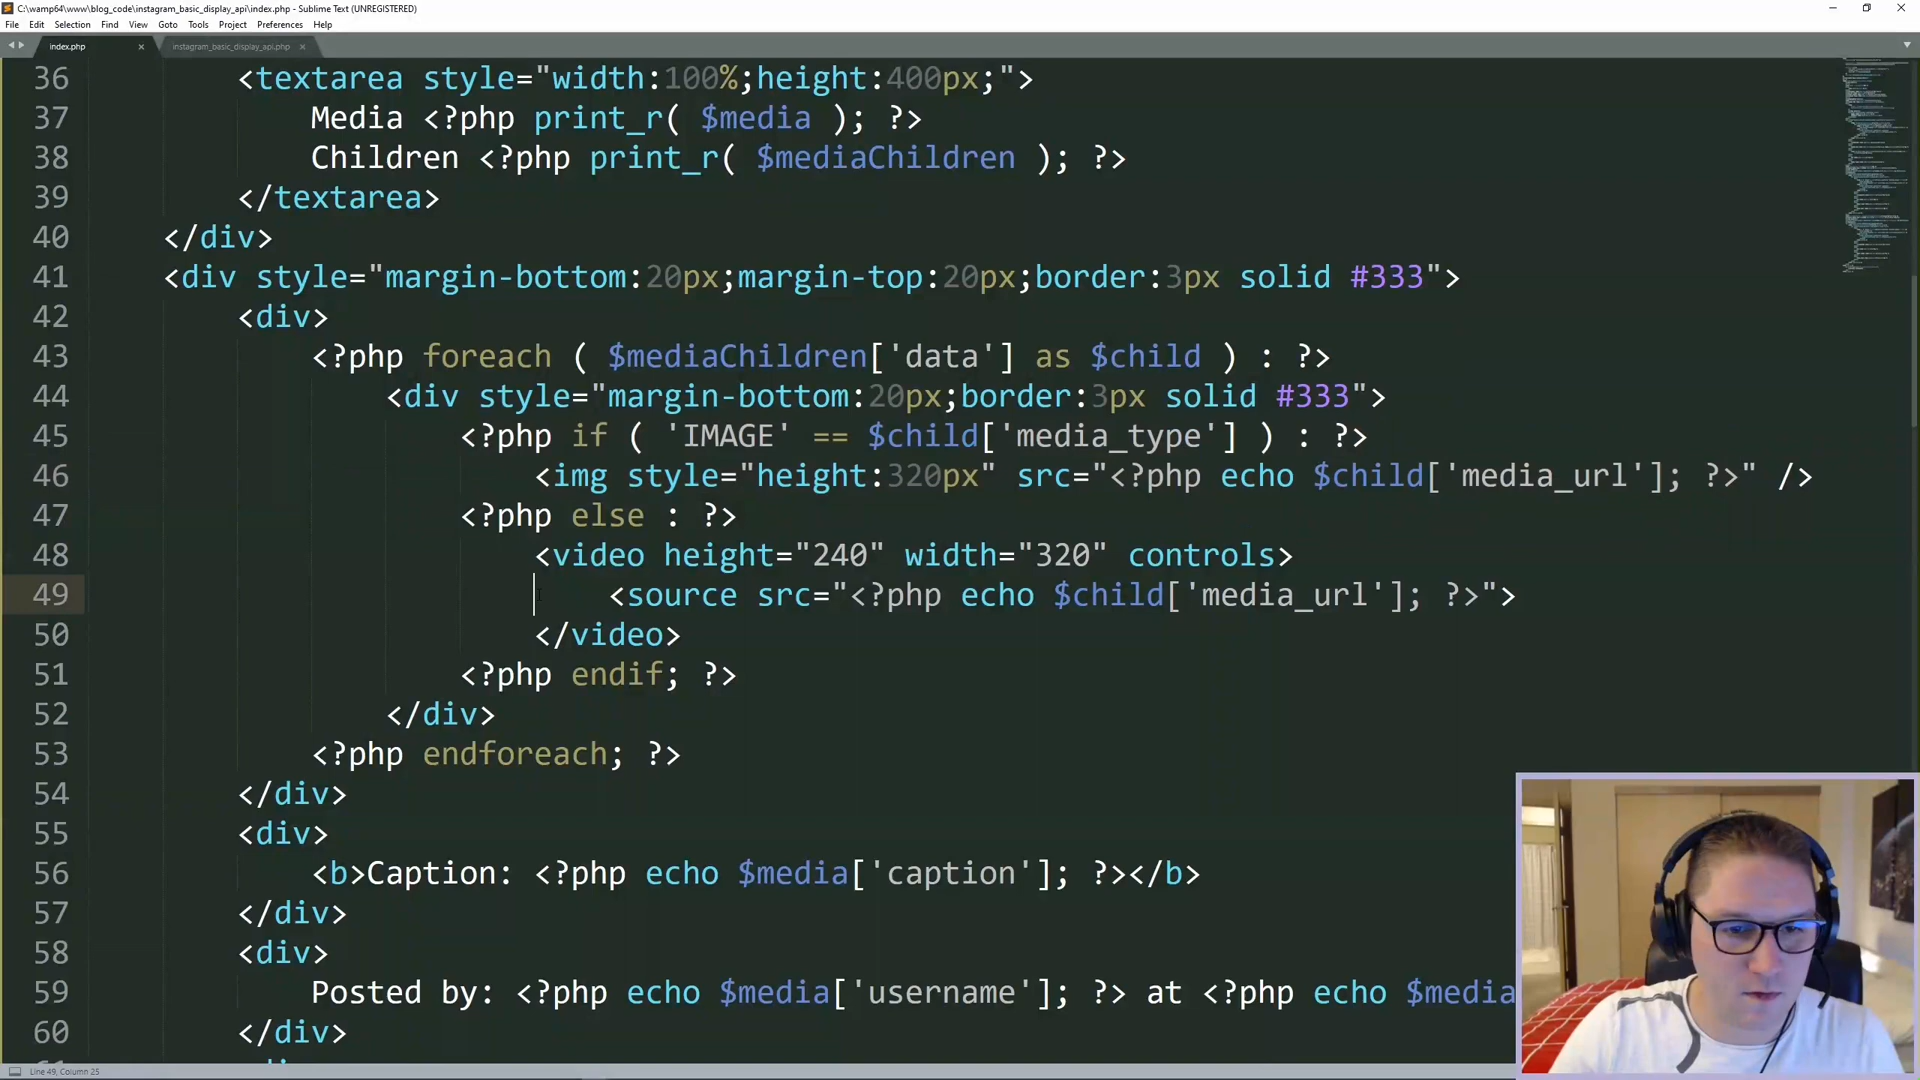 C:\wamp64\www\blog_code\instagram_basic_display_api\index.php - Sublime Text (UNREGISTERED)
File Edit Selection Find View Goto Tools Project Preferences Help
index.php instagram_basic_display_api.php
36 <textarea style="width:100%;height:400px;">
37 Media <?php print_r( $media ); ?>
38 Children <?php print_r( $mediaChildren ); ?>
39 </textarea>
40 </div>
41 <div style="margin-bottom:20px;margin-top:20px;border:3px solid #333">
42 <div>
43 <?php foreach ( $mediaChildren['data'] as $child ) : ?>
44 <div style="margin-bottom:20px;border:3px solid #333">
45 <?php if ( 'IMAGE' == $child['media_type'] ) : ?>
46 <img style="height:320px" src="<?php echo $child['media_url']; ?>" />
47 <?php else : ?>
48 <video height="240" width="320" controls>
49 <source src="<?php echo $child['media_url']; ?>">
50 </video>
51 <?php endif; ?>
52 </div>
53 <?php endforeach; ?>
54 </div>
55 <div>
56 <b>Caption: <?php echo $media['caption']; ?></b>
57 </div>
58 <div>
59 Posted by: <?php echo $media['username']; ?> at <?php echo $media
60 </div>
Line 49, Column 25